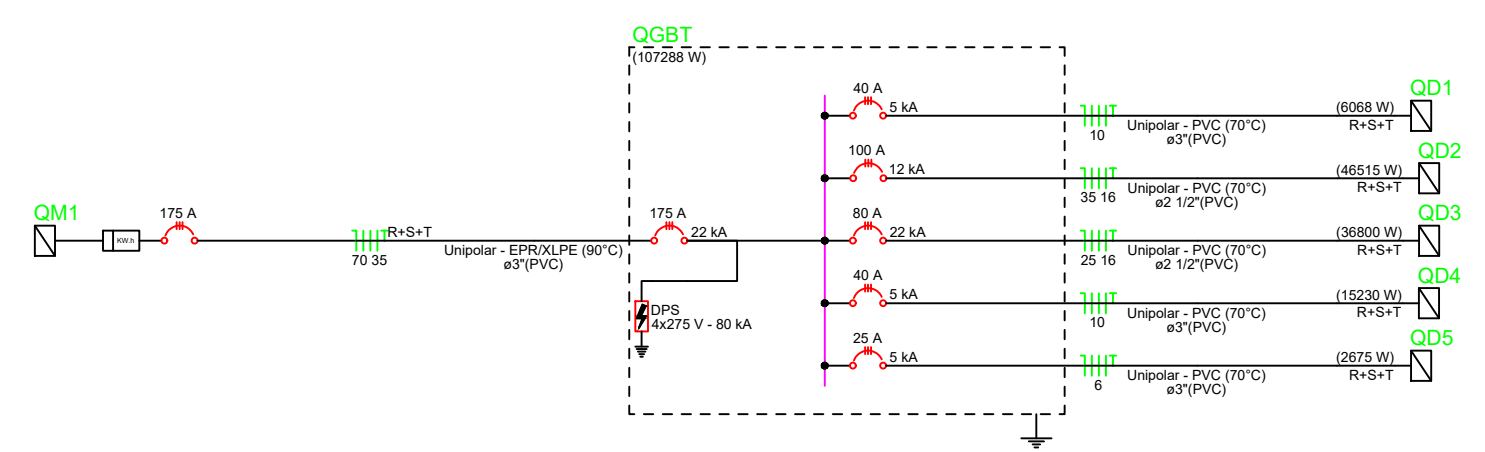 QGBT
(107288 W)
40 A
5 kA
10
Unipolar - PVC (70°C)
ø3"(PVC)
(6068 W)
R+S+T
QD1
100 A
12 kA
35 16
Unipolar - PVC (70°C)
ø2 1/2"(PVC)
(46515 W)
R+S+T
QD2
QM1
KW.h
175 A
R+S+T
70 35
Unipolar - EPR/XLPE (90°C)
ø3"(PVC)
175 A
22 kA
80 A
22 kA
25 16
Unipolar - PVC (70°C)
ø2 1/2"(PVC)
(36800 W)
R+S+T
QD3
DPS
4x275 V - 80 kA
40 A
5 kA
10
Unipolar - PVC (70°C)
ø3"(PVC)
(15230 W)
R+S+T
QD4
25 A
5 kA
6
Unipolar - PVC (70°C)
ø3"(PVC)
(2675 W)
R+S+T
QD5